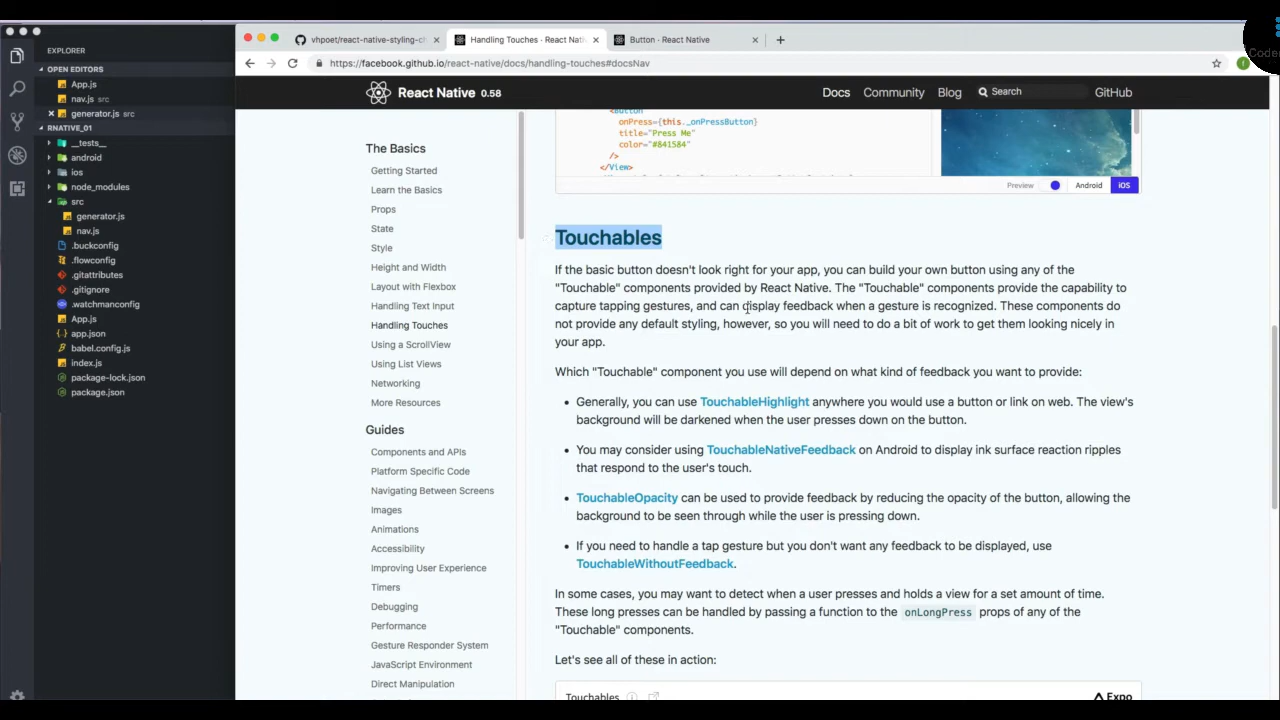 EXPLORER
OPEN EDITORS
App.js
nav.js src
generator.js src
RNATIVE_01
__tests__
android
ios
node_modules
src
generator.js
nav.js
.buckconfig
.flowconfig
.gitattributes
.gitignore
.watchmanconfig
App.js
app.json
babel.config.js
index.js
package-lock.json
package.json
vhpoet/react-native-styling-ch
Handling Touches · React Nati
Button · React Native
https://facebook.github.io/react-native/docs/handling-touches#docsNav
React Native 0.58
Docs
Community
Blog
Search
GitHub
The Basics
Getting Started
Learn the Basics
Props
State
Style
Height and Width
Layout with Flexbox
Handling Text Input
Handling Touches
Using a ScrollView
Using List Views
Networking
More Resources
Guides
Components and APIs
Platform Specific Code
Navigating Between Screens
Images
Animations
Accessibility
Improving User Experience
Timers
Debugging
Performance
Gesture Responder System
JavaScript Environment
Direct Manipulation
<Button
onPress={this._onPressButton}
title="Press Me"
color="#841584"
/>
</View>
Preview
Android
iOS
Touchables
If the basic button doesn't look right for your app, you can build your own button using any of the
"Touchable" components provided by React Native. The "Touchable" components provide the capability to
capture tapping gestures, and can display feedback when a gesture is recognized. These components do
not provide any default styling, however, so you will need to do a bit of work to get them looking nicely in
your app.
Which "Touchable" component you use will depend on what kind of feedback you want to provide:
• Generally, you can use TouchableHighlight anywhere you would use a button or link on web. The view's
background will be darkened when the user presses down on the button.
• You may consider using TouchableNativeFeedback on Android to display ink surface reaction ripples
that respond to the user's touch.
• TouchableOpacity can be used to provide feedback by reducing the opacity of the button, allowing the
background to be seen through while the user is pressing down.
• If you need to handle a tap gesture but you don't want any feedback to be displayed, use
TouchableWithoutFeedback.
In some cases, you may want to detect when a user presses and holds a view for a set amount of time.
These long presses can be handled by passing a function to the onLongPress props of any of the
"Touchable" components.
Let's see all of these in action:
Touchables
Expo